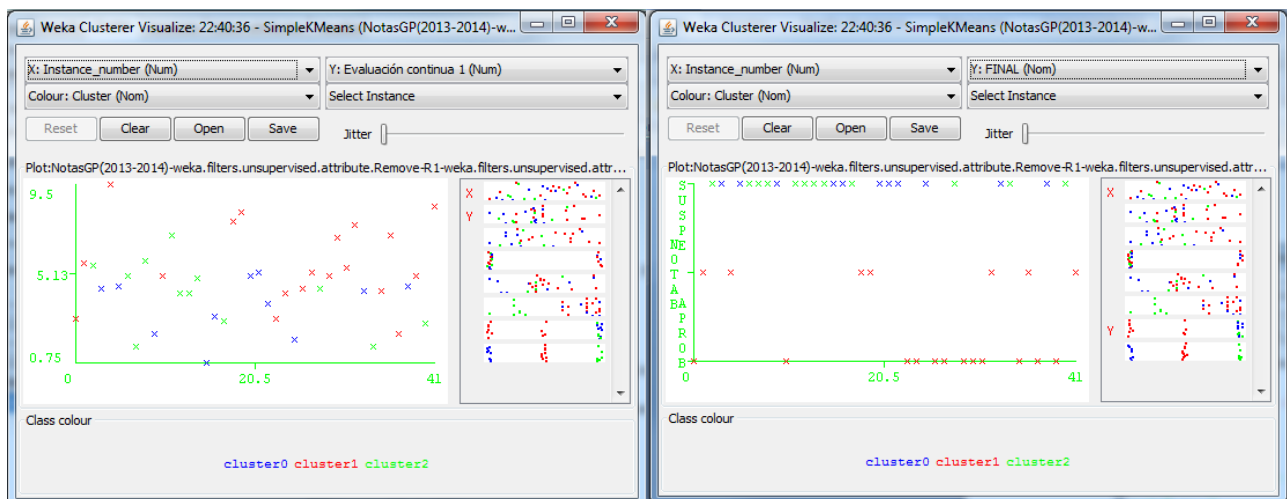 Weka Clusterer Visualize: 22:40:36 - SimpleKMeans (NotasGP(2013-2014)-w...
X: Instance_number (Num)
Y: Evaluación continua 1 (Num)
Colour: Cluster (Nom)
Select Instance
Reset
Clear
Open
Save
Jitter
Plot:NotasGP(2013-2014)-weka.filters.unsupervised.attribute.Remove-R1-weka.filters.unsupervised.attr...
9.5
5.13
0.75
0
20.5
41
X
Y
Class colour
cluster0 cluster1 cluster2
Weka Clusterer Visualize: 22:40:36 - SimpleKMeans (NotasGP(2013-2014)-w...
X: Instance_number (Num)
Y: FINAL (Nom)
Colour: Cluster (Nom)
Select Instance
Reset
Clear
Open
Save
Jitter
Plot:NotasGP(2013-2014)-weka.filters.unsupervised.attribute.Remove-R1-weka.filters.unsupervised.attr...
0
20.5
41
X
Y
Class colour
cluster0 cluster1 cluster2